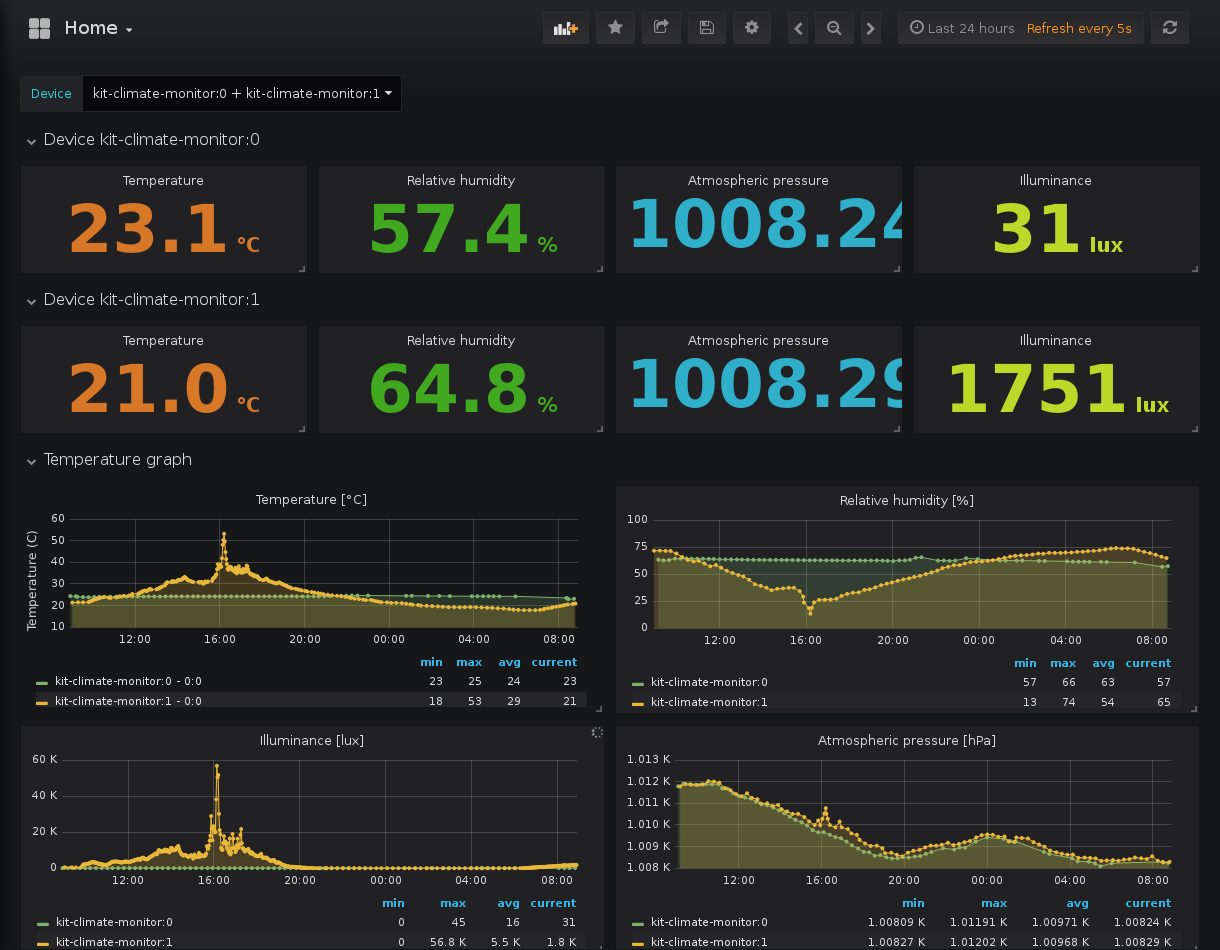 Home
Last 24 hours Refresh every 5s
Device kit-climate-monitor:0 + kit-climate-monitor:1
Device kit-climate-monitor:0
Temperature Relative humidity Atmospheric pressure Illuminance
23.1 °C 57.4 % 1008.24 31 lux
Device kit-climate-monitor:1
Temperature Relative humidity Atmospheric pressure Illuminance
21.0 °C 64.8 % 1008.29 1751 lux
Temperature graph
Temperature [°C]
Temperature (C)
60
50
40
30
20
10
12:00 16:00 20:00 00:00 04:00 08:00
min max avg current
kit-climate-monitor:0 - 0:0 23 25 24 23
kit-climate-monitor:1 - 0:0 18 53 29 21
Relative humidity [%]
100
75
50
25
0
12:00 16:00 20:00 00:00 04:00 08:00
min max avg current
kit-climate-monitor:0 57 66 63 57
kit-climate-monitor:1 13 74 54 65
Illuminance [lux]
60 K
40 K
20 K
0
12:00 16:00 20:00 00:00 04:00 08:00
min max avg current
kit-climate-monitor:0 0 45 16 31
kit-climate-monitor:1 0 56.8 K 5.5 K 1.8 K
Atmospheric pressure [hPa]
1.013 K
1.012 K
1.011 K
1.010 K
1.009 K
1.008 K
12:00 16:00 20:00 00:00 04:00 08:00
min max avg current
kit-climate-monitor:0 1.00809 K 1.01191 K 1.00971 K 1.00824 K
kit-climate-monitor:1 1.00827 K 1.01202 K 1.00968 K 1.00829 K